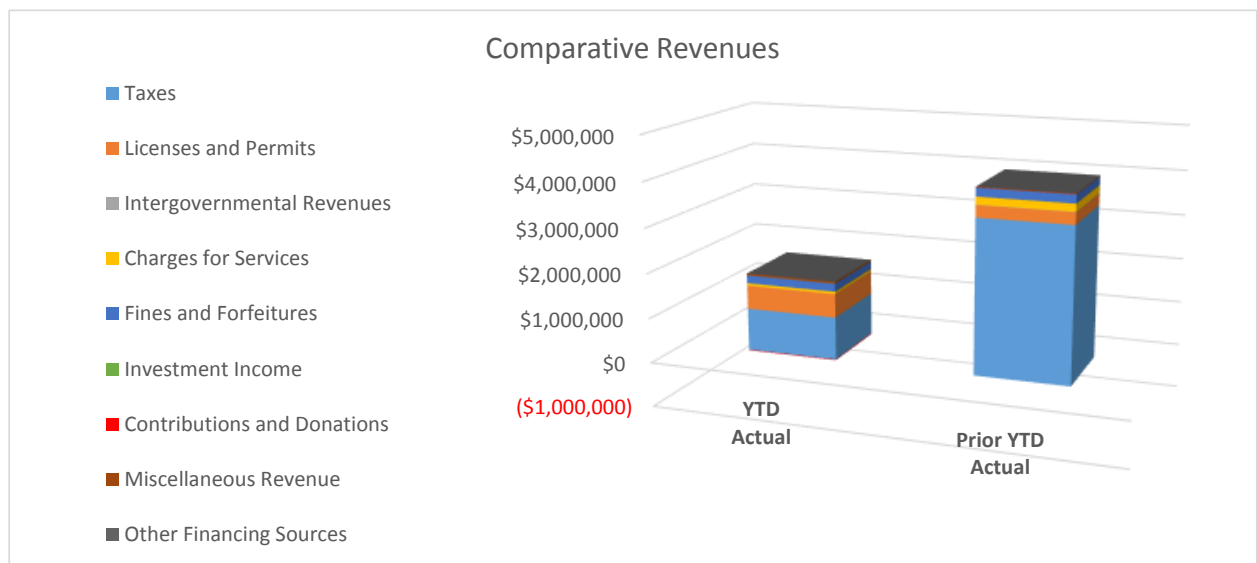 Comparative Revenues
Taxes
Licenses and Permits
Intergovernmental Revenues
Charges for Services
Fines and Forfeitures
Investment Income
Contributions and Donations
Miscellaneous Revenue
Other Financing Sources
$5,000,000
$4,000,000
$3,000,000
$2,000,000
$1,000,000
$0
($1,000,000)
YTD
Actual
Prior YTD
Actual